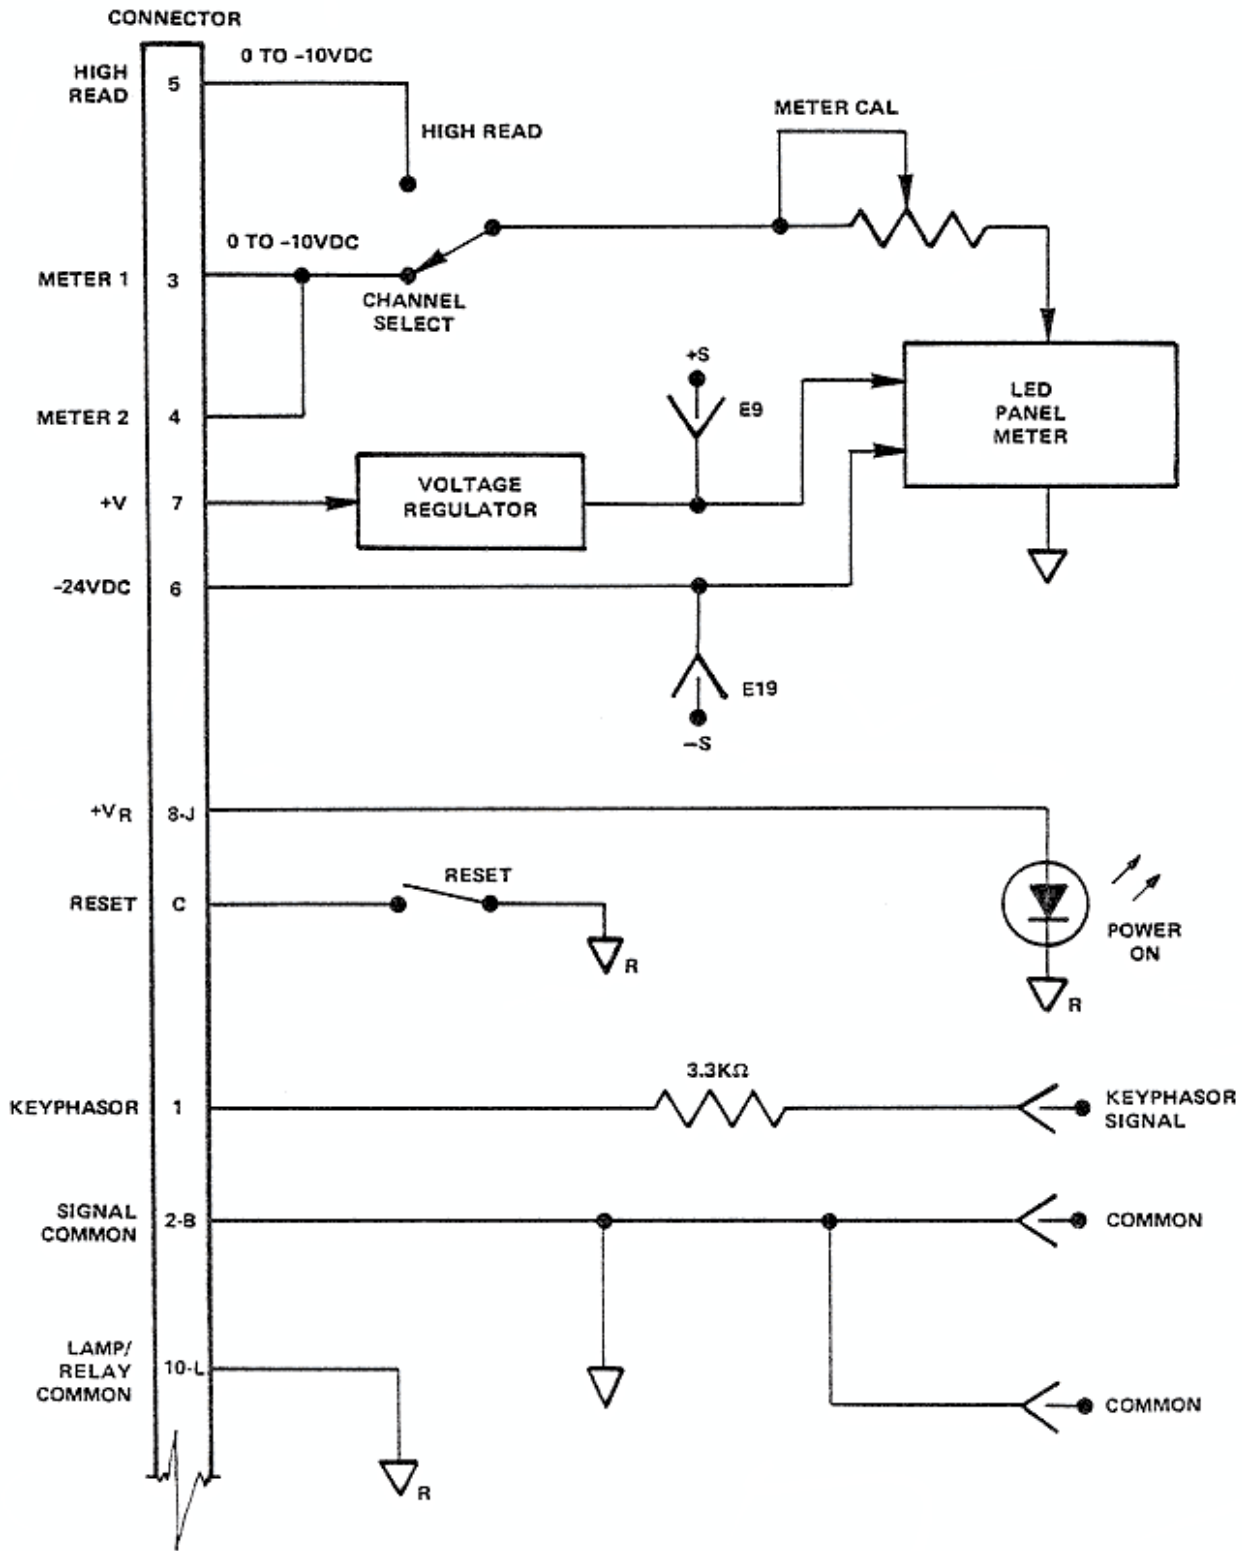 CONNECTOR
HIGH
READ
5
0 TO -10VDC
HIGH READ
METER CAL
0 TO -10VDC
METER 1
3
CHANNEL
SELECT
+S
E9
LED
PANEL
METER
METER 2
4
+V
7
VOLTAGE
REGULATOR
-24VDC
6
E19
-S
+VR
8-J
RESET
C
RESET
R
POWER
ON
R
3.3KΩ
KEYPHASOR
1
KEYPHASOR
SIGNAL
SIGNAL
COMMON
2-B
COMMON
LAMP/
RELAY
COMMON
10-L
COMMON
R